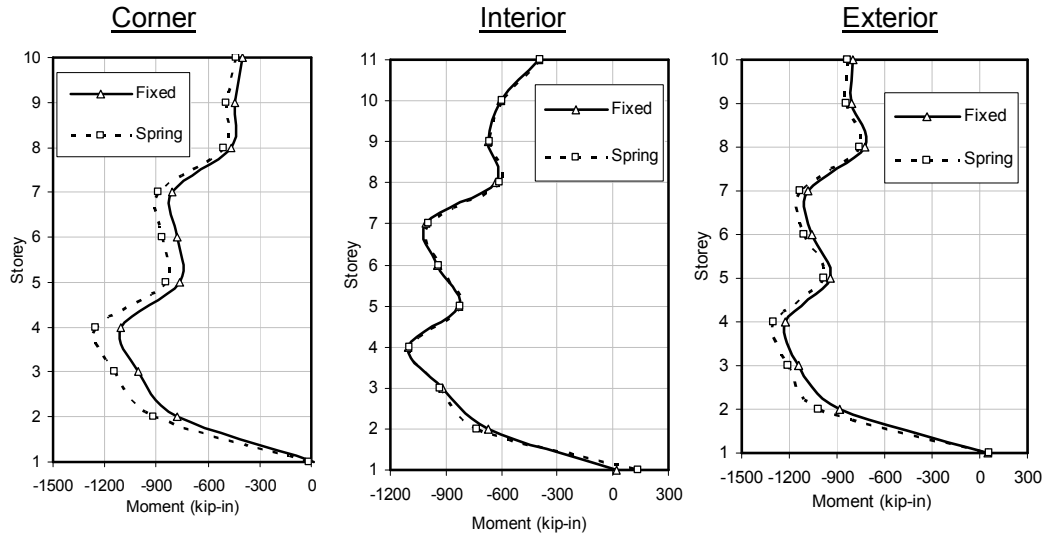 Corner
10
9
8
7
6
5
4
3
2
1
Storey
Fixed
Spring
-1500 -1200 -900 -600 -300 0
Moment (kip-in)
Interior
11
10
9
8
7
6
5
4
3
2
1
Storey
Fixed
Spring
-1200 -900 -600 -300 0 300
Moment (kip-in)
Exterior
10
9
8
7
6
5
4
3
2
1
Storey
Fixed
Spring
-1500 -1200 -900 -600 -300 0 300
Moment (kip-in)